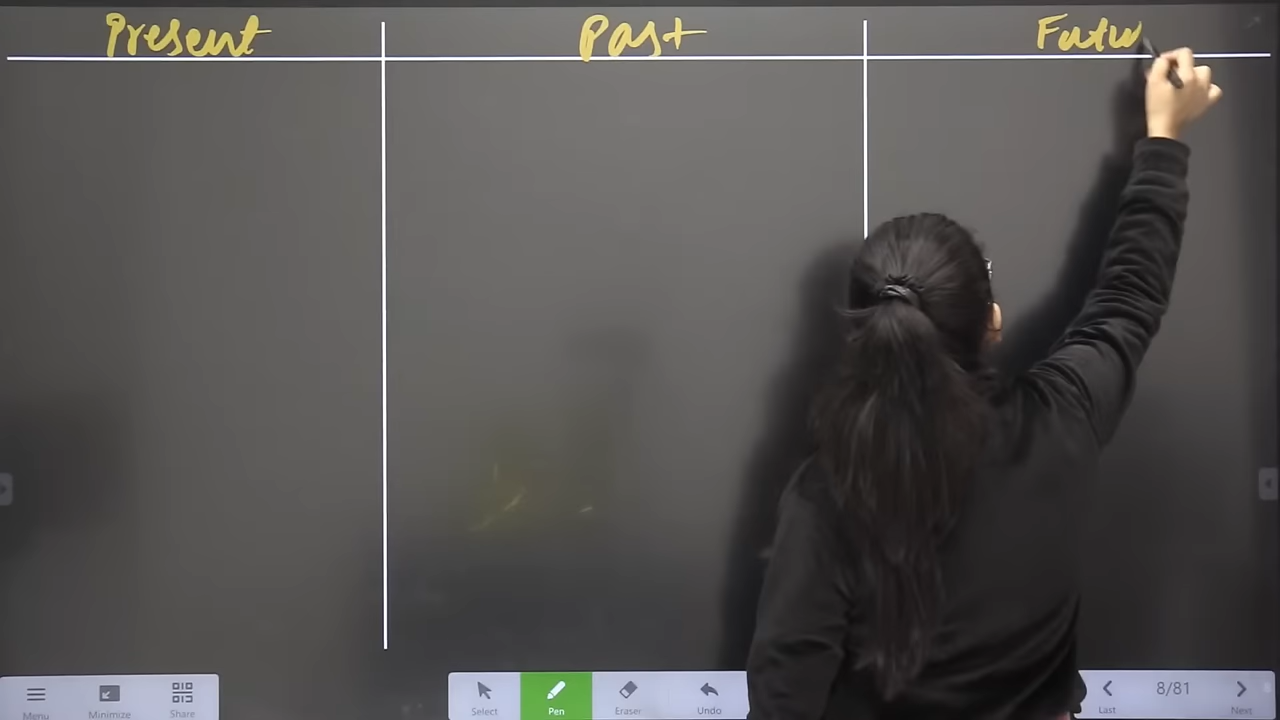 Present Past Futu
Menu Minimize Share Select Pen Eraser Undo 8/81 Last Next